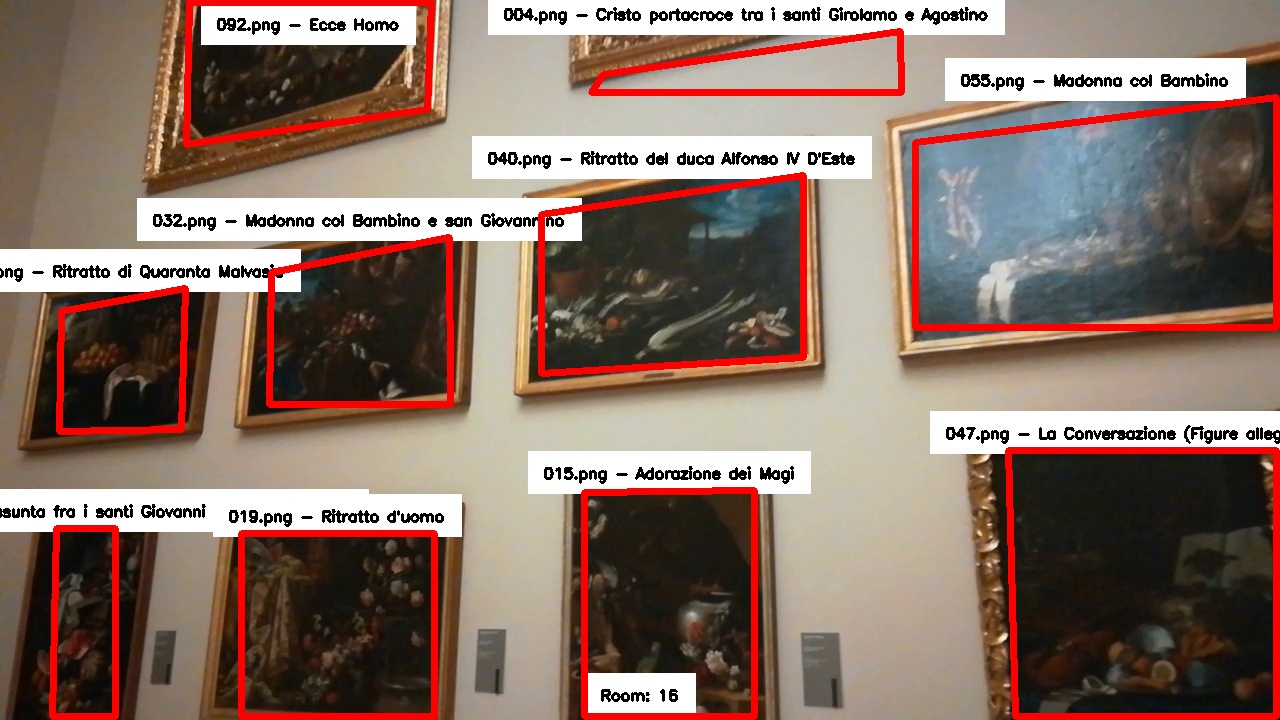 092.png - Ecce Homo
004.png - Cristo portacroce tra i santi Girolamo e Agostino
055.png - Madonna col Bambino
040.png - Ritratto del duca Alfonso IV D'Este
032.png - Madonna col Bambino e san Giovannino
png - Ritratto di Quaranta Malvasia
047.png - La Conversazione (Figure alleg
015.png - Adorazione dei Magi
ssunta fra i santi Giovanni
019.png - Ritratto d'uomo
Room: 16